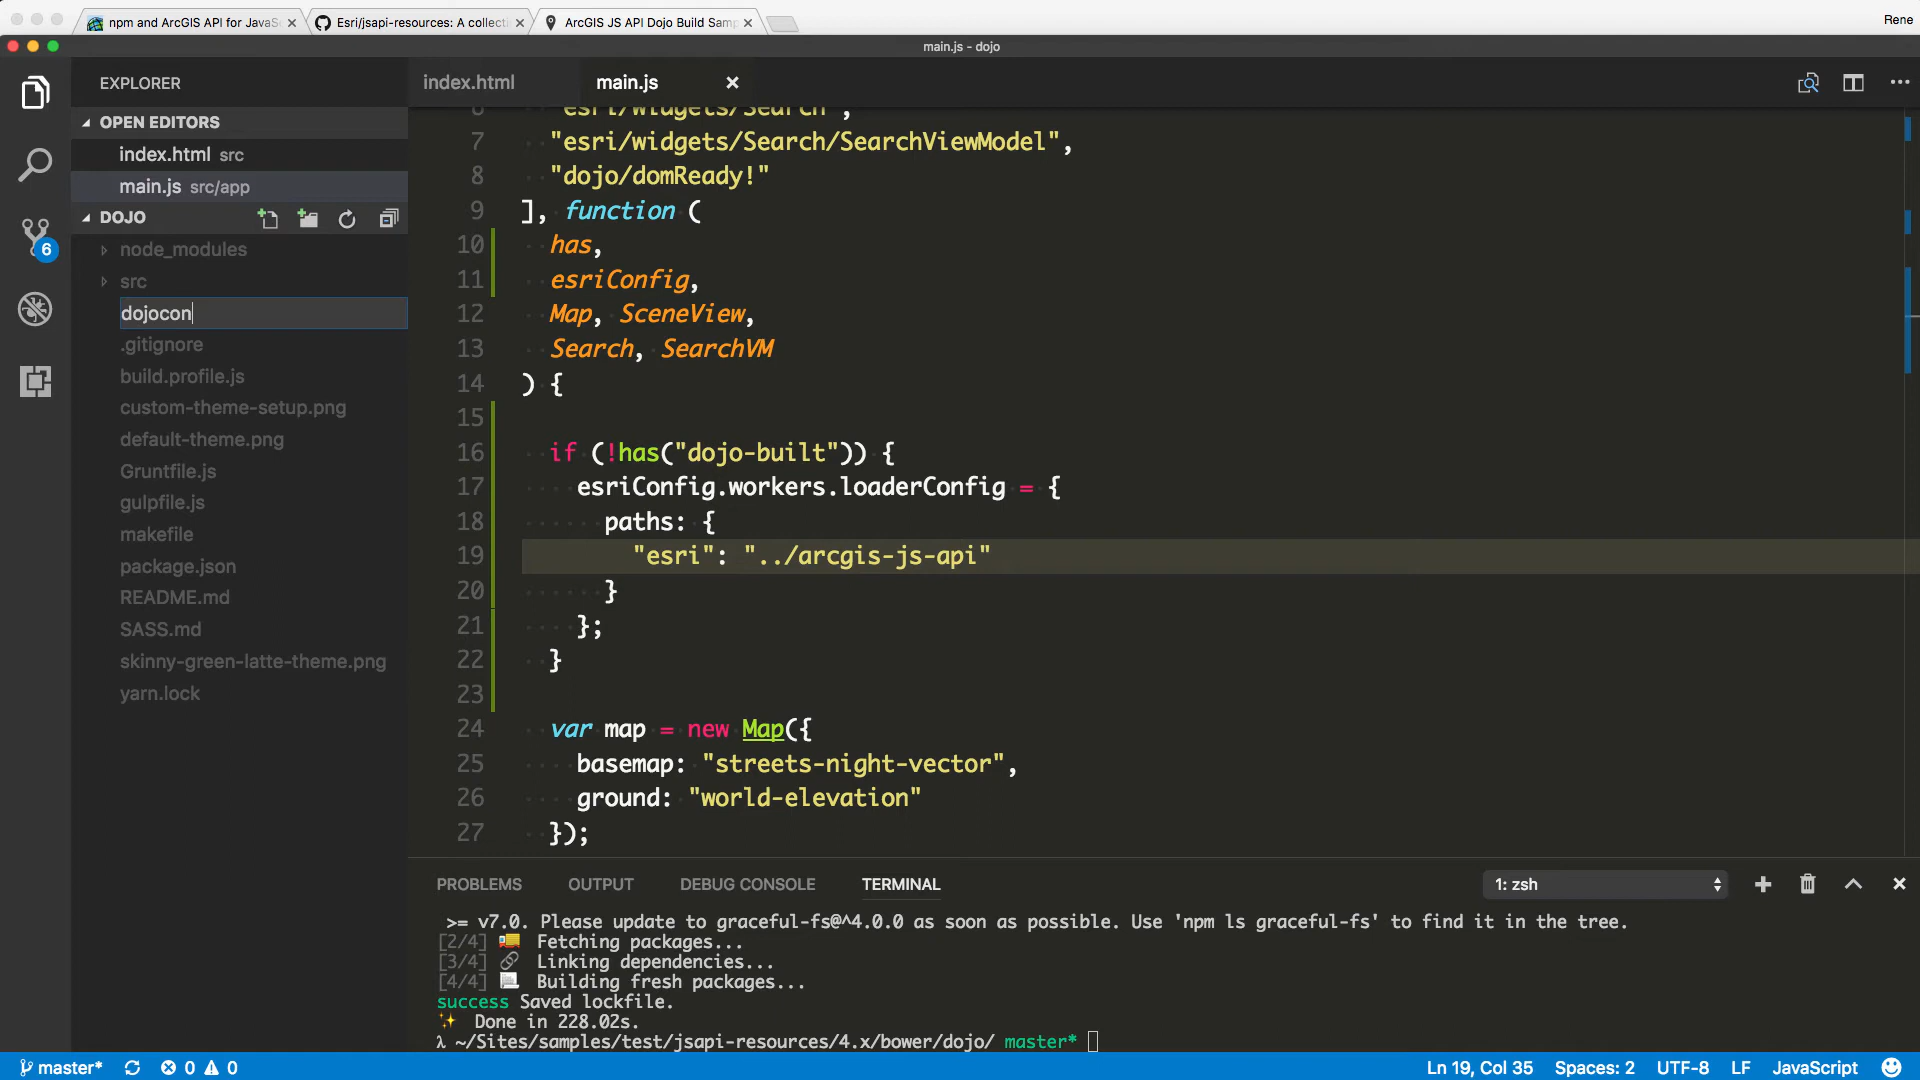 npm and ArcGIS API for JavaSc
Esri/jsapi-resources: A collecti
ArcGIS JS API Dojo Build Samp
Rene
main.js - dojo
EXPLORER
OPEN EDITORS
index.html src
main.js src/app
DOJO
node_modules
src
dojocon
.gitignore
build.profile.js
custom-theme-setup.png
default-theme.png
Gruntfile.js
gulpfile.js
makefile
package.json
README.md
SASS.md
skinny-green-latte-theme.png
yarn.lock
6
index.html
main.js
6 "esri/widgets/Search",
7 "esri/widgets/Search/SearchViewModel",
8 "dojo/domReady!"
9 ], function (
10 has,
11 esriConfig,
12 Map, SceneView,
13 Search, SearchVM
14 ) {
15
16 if (!has("dojo-built")) {
17 esriConfig.workers.loaderConfig = {
18 paths: {
19 "esri": "../arcgis-js-api"
20 }
21 };
22 }
23
24 var map = new Map({
25 basemap: "streets-night-vector",
26 ground: "world-elevation"
27 });
PROBLEMS OUTPUT DEBUG CONSOLE TERMINAL
1: zsh
>= v7.0. Please update to graceful-fs@^4.0.0 as soon as possible. Use 'npm ls graceful-fs' to find it in the tree.
[2/4] 🚚 Fetching packages...
[3/4] 🔗 Linking dependencies...
[4/4] 📃 Building fresh packages...
success Saved lockfile.
✨ Done in 228.02s.
λ ~/Sites/samples/test/jsapi-resources/4.x/bower/dojo/ master*
master* 0 0 Ln 19, Col 35 Spaces: 2 UTF-8 LF JavaScript